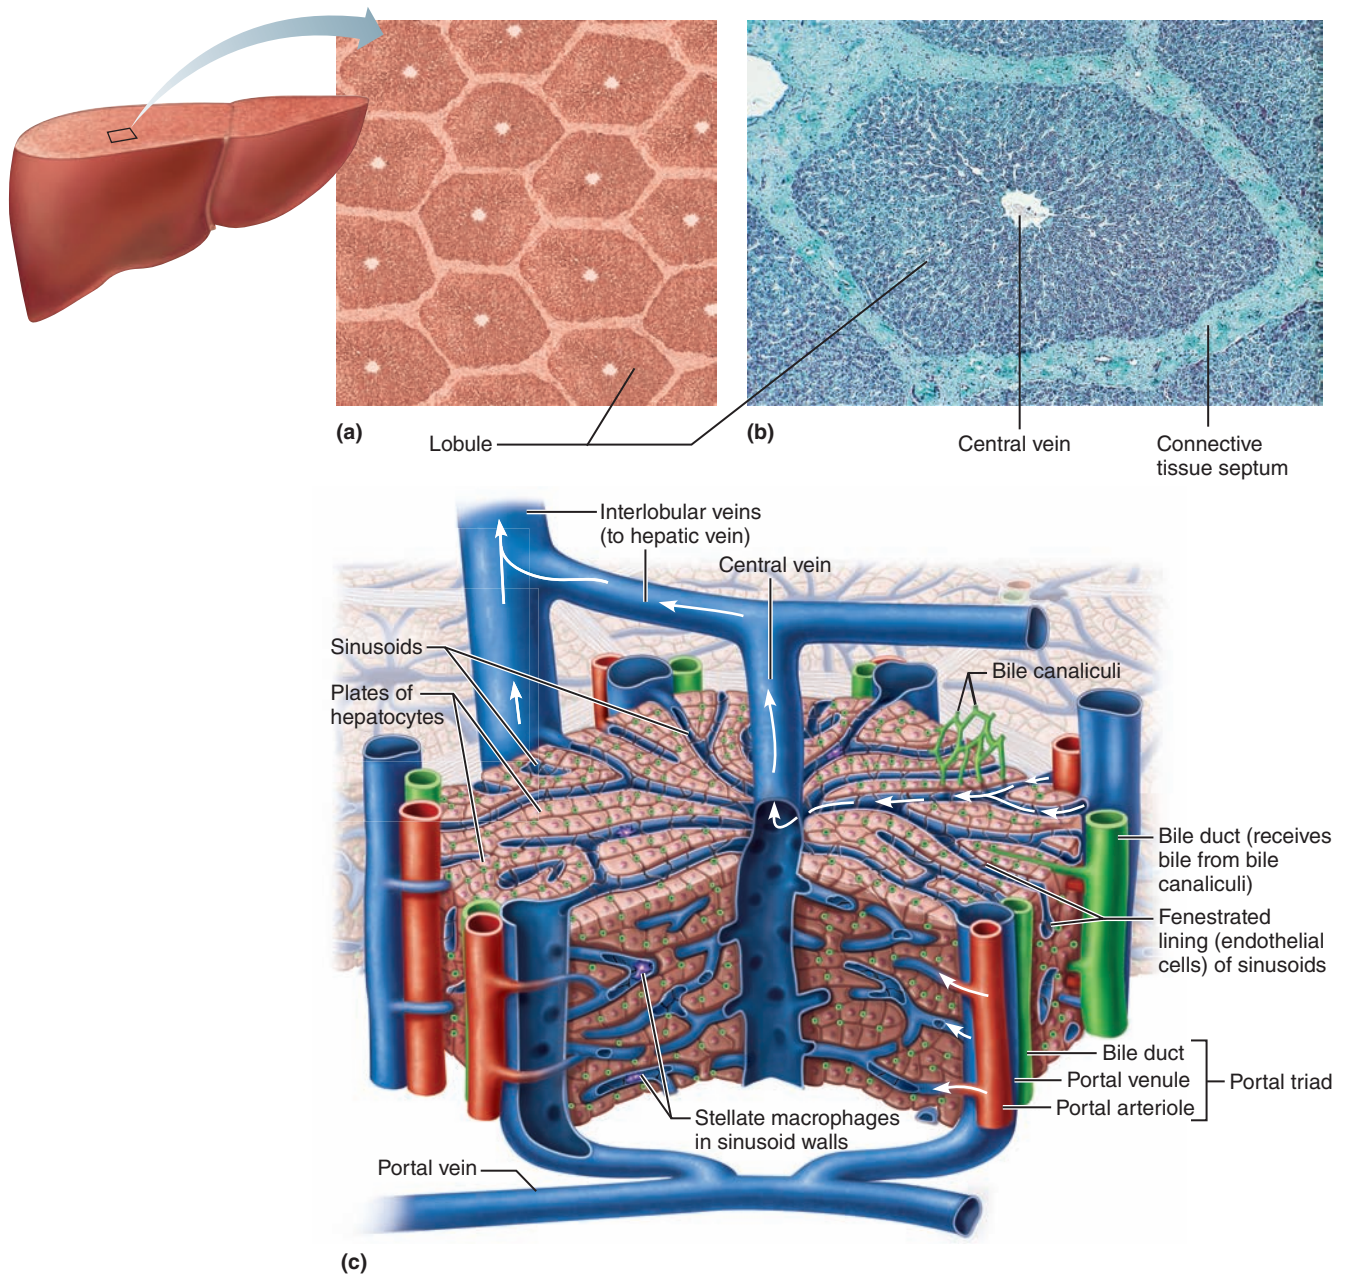 (a)
Lobule
(b)
Central vein
Connective
tissue septum
Interlobular veins
(to hepatic vein)
Central vein
Sinusoids
Plates of
hepatocytes
Bile canaliculi
Bile duct (receives
bile from bile
canaliculi)
Fenestrated
lining (endothelial
cells) of sinusoids
Bile duct
Portal venule
Portal arteriole
Portal triad
Stellate macrophages
in sinusoid walls
Portal vein
(c)